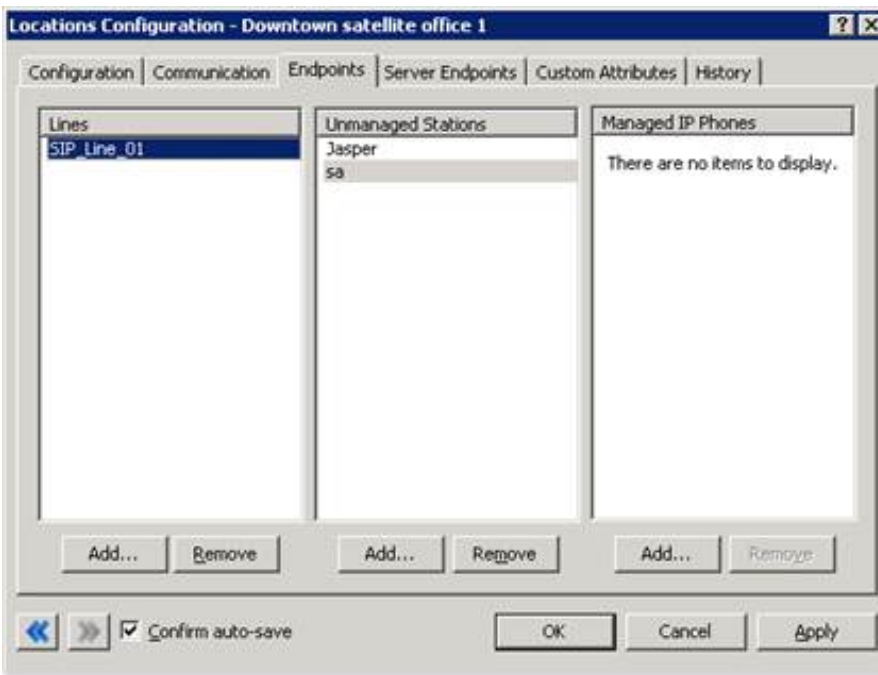 Locations Configuration - Downtown satellite office 1
Configuration Communication Endpoints Server Endpoints Custom Attributes History
Lines
SIP_Line_01
Unmanaged Stations
Jasper
sa
Managed IP Phones
There are no items to display.
Add... Remove Add... Remove Add... Remove
Confirm auto-save OK Cancel Apply